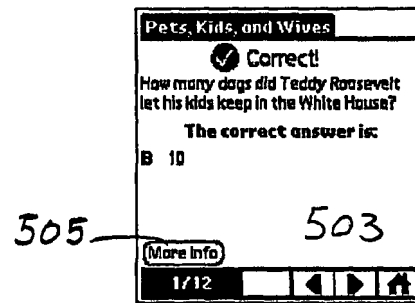 Pets, Kids, and Wives
Correct!
How many dogs did Teddy Roosevelt
let his kids keep in the White House?
The correct answer is:
B 10
505
503
More Info
1/12